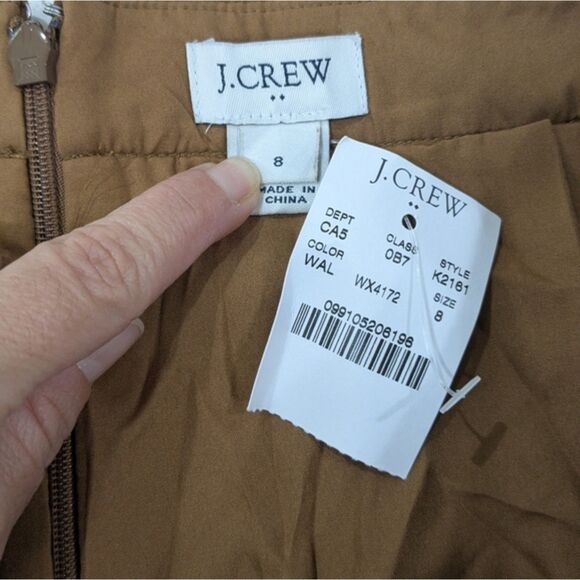 J.CREW
8
MADE IN
CHINA
J.CREW
DEPT CLASS STYLE
CA5 0B7 K2161
COLOR SIZE
WAL WX4172 8
099105206196